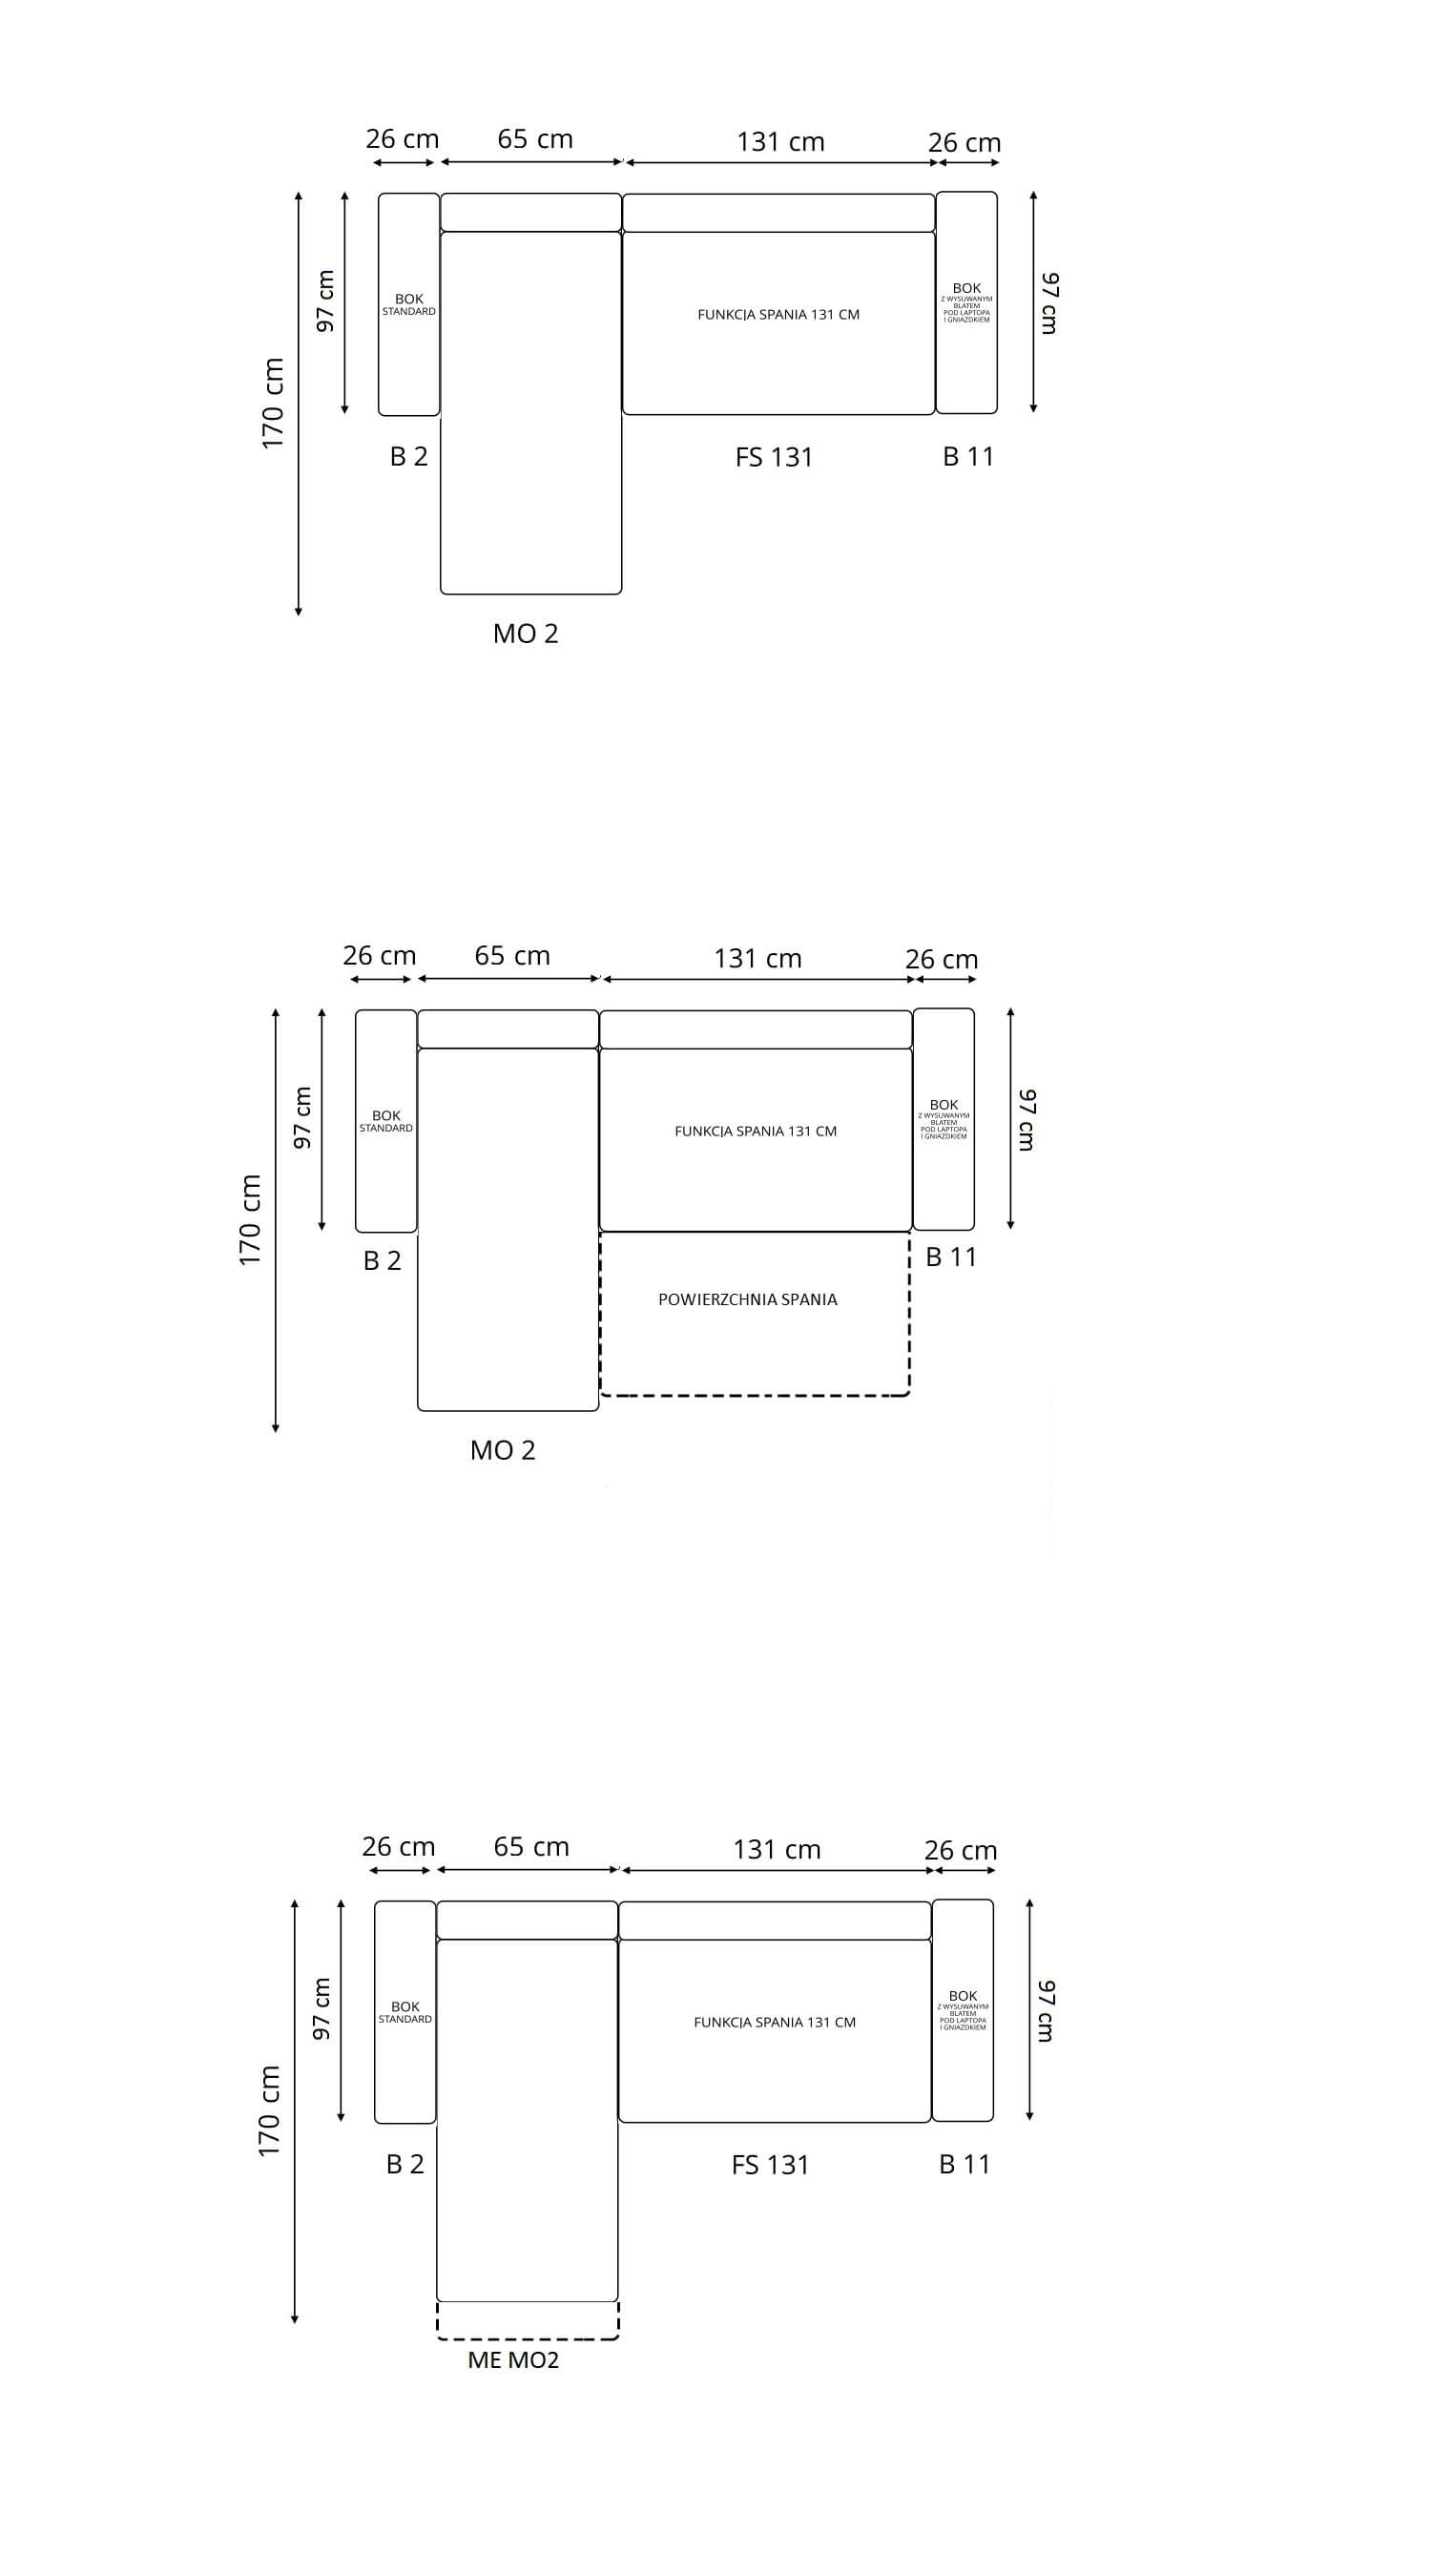 26 cm 65 cm 131 cm 26 cm
170 cm
97 cm
BOK
STANDARD
FUNKCJA SPANIA 131 CM
BOK
Z WYSUWANYM
BLATEM
POD LAPTOPA
I GNIAZDKIEM
97 cm
B 2
FS 131
B 11
MO 2
26 cm 65 cm 131 cm 26 cm
170 cm
97 cm
BOK
STANDARD
FUNKCJA SPANIA 131 CM
BOK
Z WYSUWANYM
BLATEM
POD LAPTOPA
I GNIAZDKIEM
97 cm
B 2
B 11
POWIERZCHNIA SPANIA
MO 2
26 cm 65 cm 131 cm 26 cm
170 cm
97 cm
BOK
STANDARD
FUNKCJA SPANIA 131 CM
BOK
Z WYSUWANYM
BLATEM
POD LAPTOPA
I GNIAZDKIEM
97 cm
B 2
FS 131
B 11
ME MO2